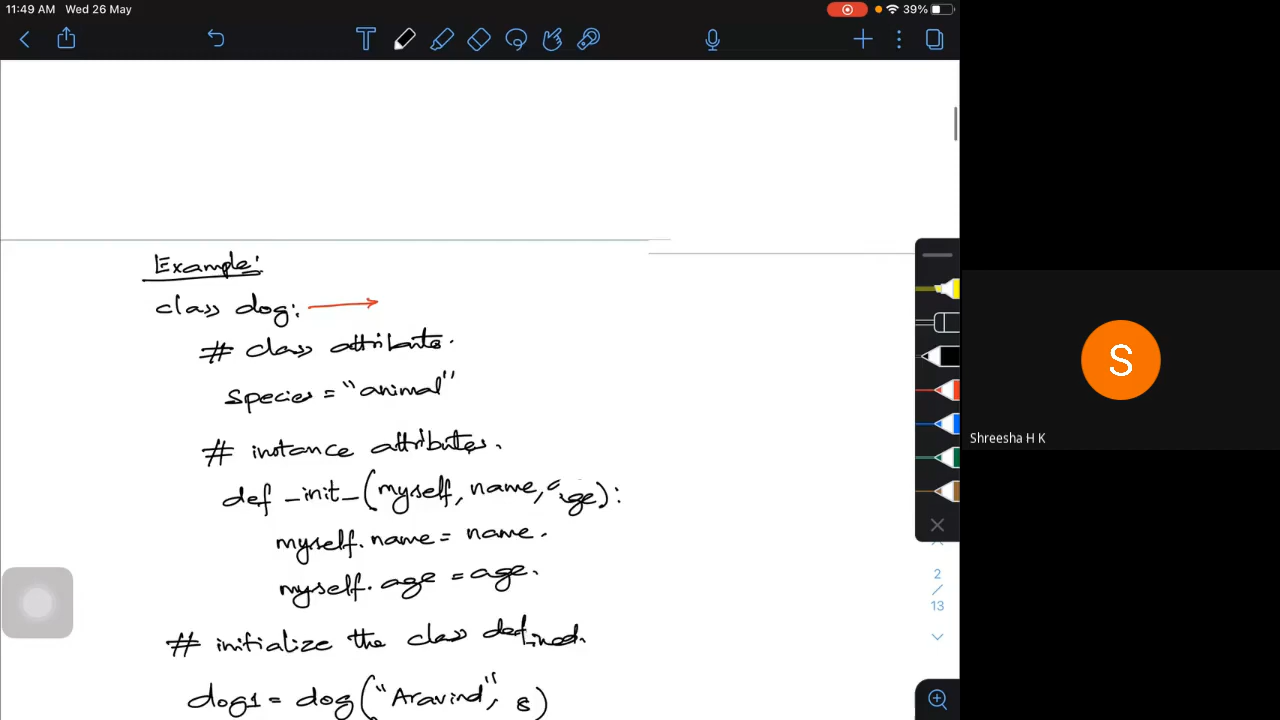 11:49 AM Wed 26 May
39%
Example:
class dog:
# class attribute.
species = "animal"
# instance attributes.
def _init_(myself, name, age):
myself.name = name.
myself.age = age.
# initialize the class defined.
dog1 = dog("Aravind", 8)
2
/
13
S
Shreesha H K